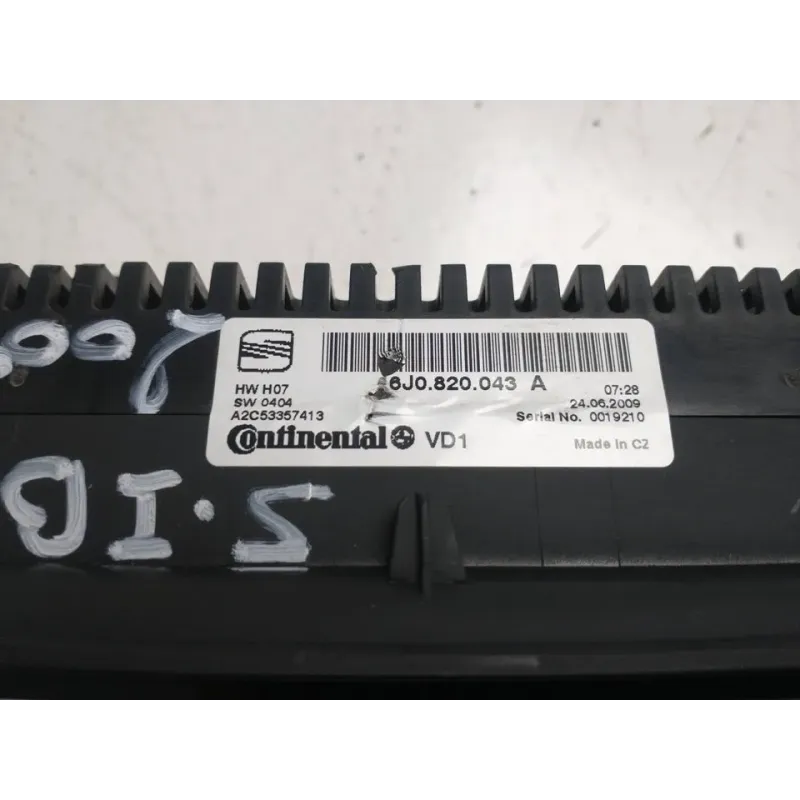 6J0.820.043 A
HW H07
07:28
SW 0404
24.06.2009
A2C53357413
Serial No. 0019210
Continental VD1
Made in CZ